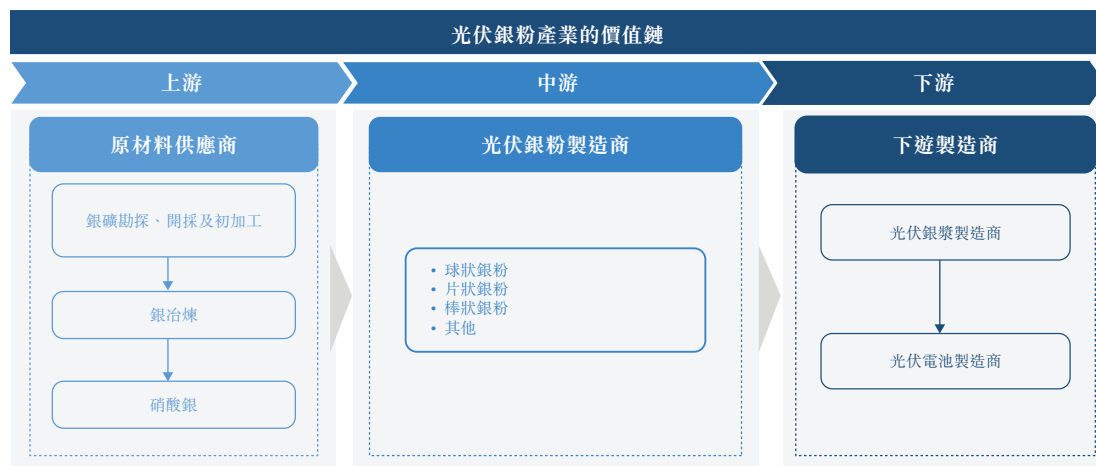 光伏銀粉產業的價值鏈
上游
中游
下游
原材料供應商
銀礦勘探、開採及初加工
銀冶煉
硝酸銀
光伏銀粉製造商
• 球狀銀粉
• 片狀銀粉
• 棒狀銀粉
• 其他
下遊製造商
光伏銀漿製造商
光伏電池製造商